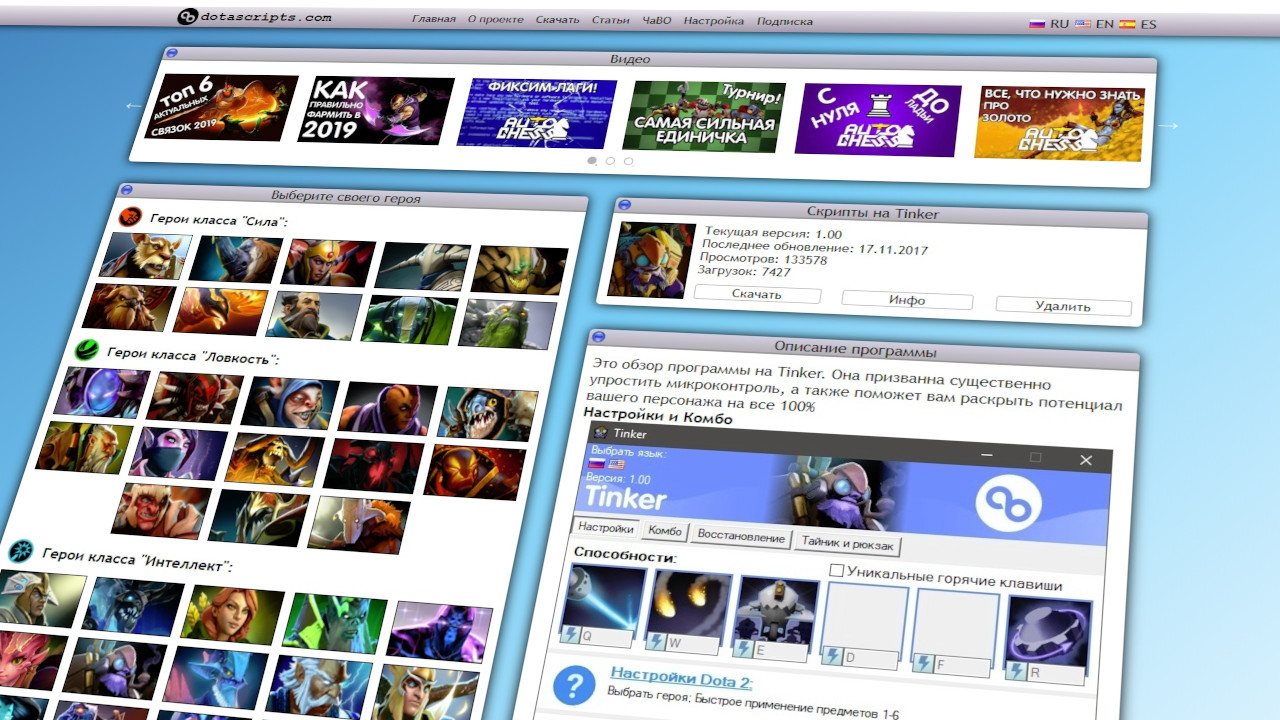 dotascripts.com
Главная О проекте Скачать Статьи ЧаВО Настройка Подписка
RU EN ES
Видео
ТОП 6
АКТУАЛЬНЫХ
СВЯЗОК 2019
КАК
ПРАВИЛЬНО
ФАРМИТЬ В
2019
ФИКСИМ ЛАГИ!
AUTO
CHESS
Турнир!
САМАЯ СИЛЬНАЯ
ЕДИНИЧКА
С
НУЛЯ
ДО
ЛАДЬИ
AUTO
CHESS
ВСЕ, ЧТО НУЖНО ЗНАТЬ
ПРО
ЗОЛОТО
AUTO
CHESS
Выберите своего героя
Герои класса "Сила":
Герои класса "Ловкость":
Герои класса "Интеллект":
Скрипты на Tinker
Текущая версия: 1.00
Последнее обновление: 17.11.2017
Просмотров: 133578
Загрузок: 7427
Скачать Инфо Удалить
Описание программы
Это обзор программы на Tinker. Она призванна существенно
упростить микроконтроль, а также поможет вам раскрыть потенциал
вашего персонажа на все 100%
Настройки и Комбо
Tinker
Выбрать язык:
Версия: 1.00
Tinker
Настройки Комбо Восстановление Тайник и рюкзак
Способности:
Уникальные горячие клавиши
Q W E D F R
Настройки Dota 2:
Выбрать героя; Быстрое применение предметов 1-6